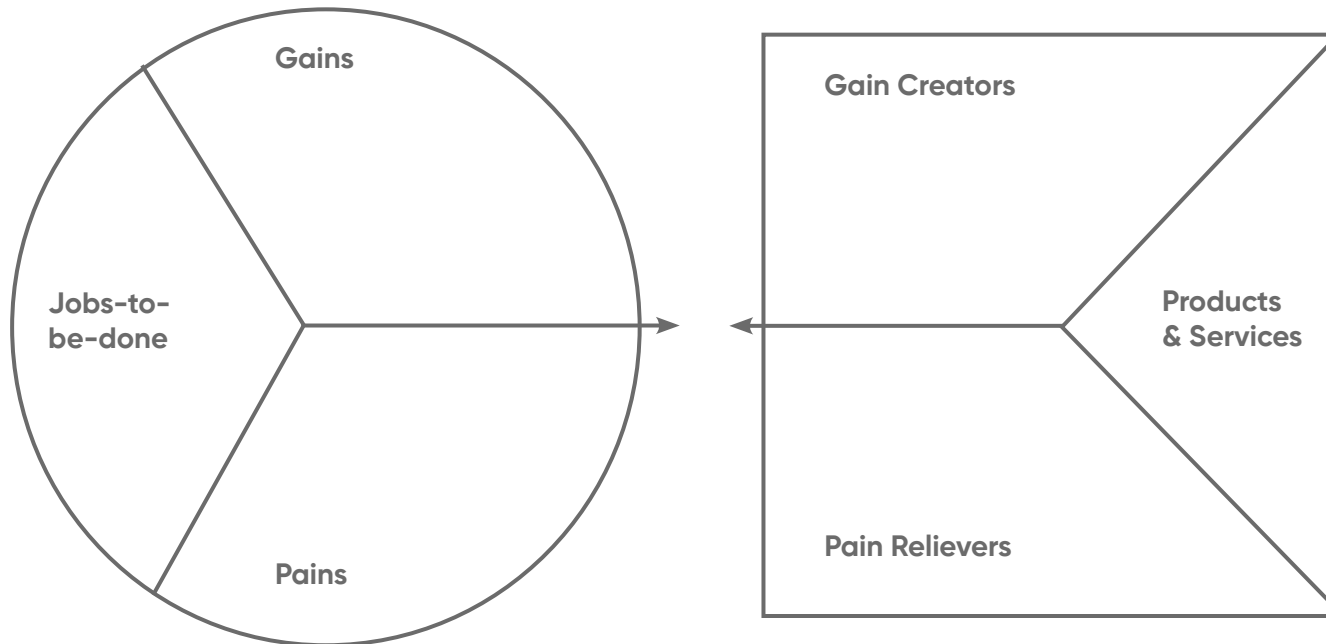 Gains
Jobs-to-
be-done
Pains
Gain Creators
Products
& Services
Pain Relievers